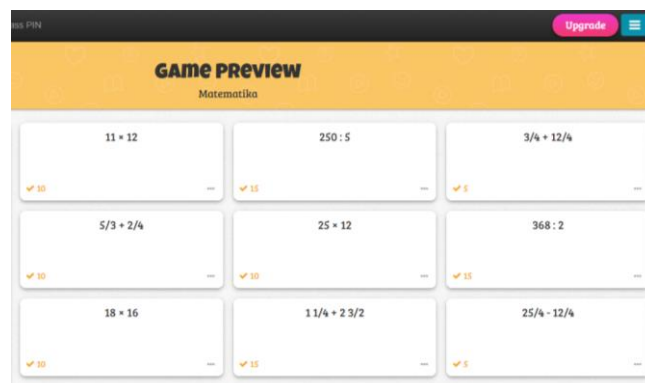 ass PIN
Upgrade
GAME PREVIEW
Matematika
11 × 12
250 : 5
3/4 + 12/4
10
15
5
5/3 + 2/4
25 × 12
368 : 2
10
10
15
18 × 16
1 1/4 + 2 3/2
25/4 - 12/4
10
15
5